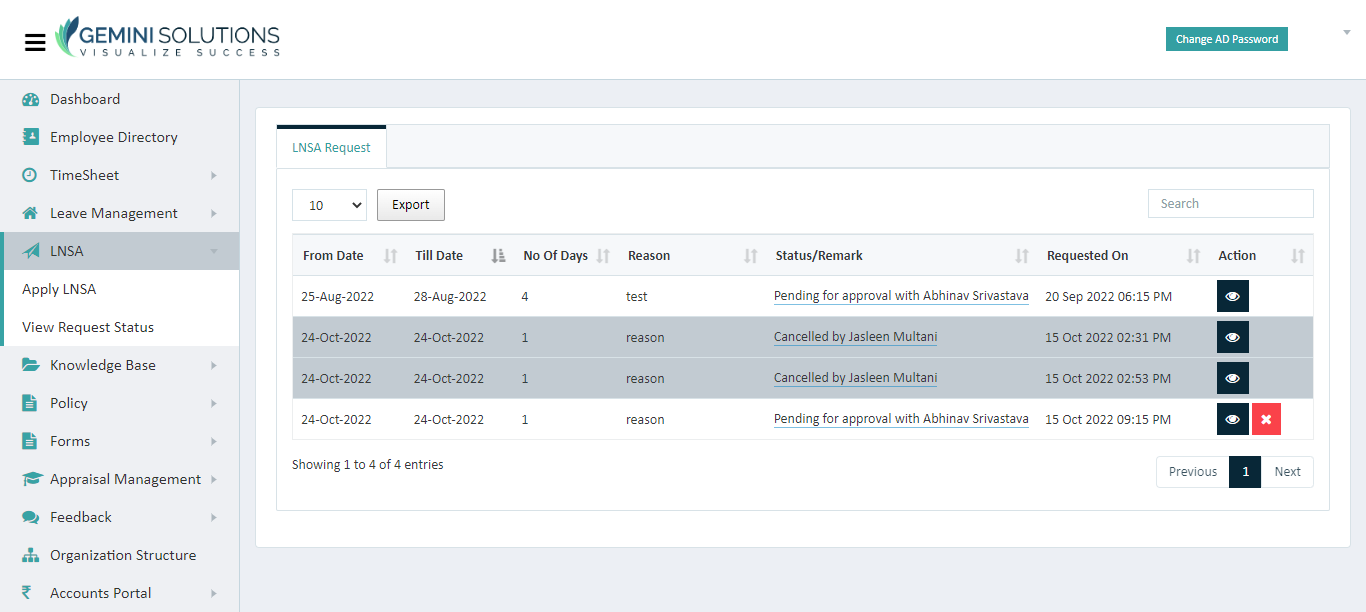 GEMINI SOLUTIONS
VISUALIZE SUCCESS
Change AD Password
Dashboard
Employee Directory
TimeSheet
Leave Management
LNSA
Apply LNSA
View Request Status
Knowledge Base
Policy
Forms
Appraisal Management
Feedback
Organization Structure
Accounts Portal
LNSA Request
10 Export Search
From Date Till Date No Of Days Reason Status/Remark Requested On Action
25-Aug-2022 28-Aug-2022 4 test Pending for approval with Abhinav Srivastava 20 Sep 2022 06:15 PM
24-Oct-2022 24-Oct-2022 1 reason Cancelled by Jasleen Multani 15 Oct 2022 02:31 PM
24-Oct-2022 24-Oct-2022 1 reason Cancelled by Jasleen Multani 15 Oct 2022 02:53 PM
24-Oct-2022 24-Oct-2022 1 reason Pending for approval with Abhinav Srivastava 15 Oct 2022 09:15 PM
Showing 1 to 4 of 4 entries
Previous 1 Next